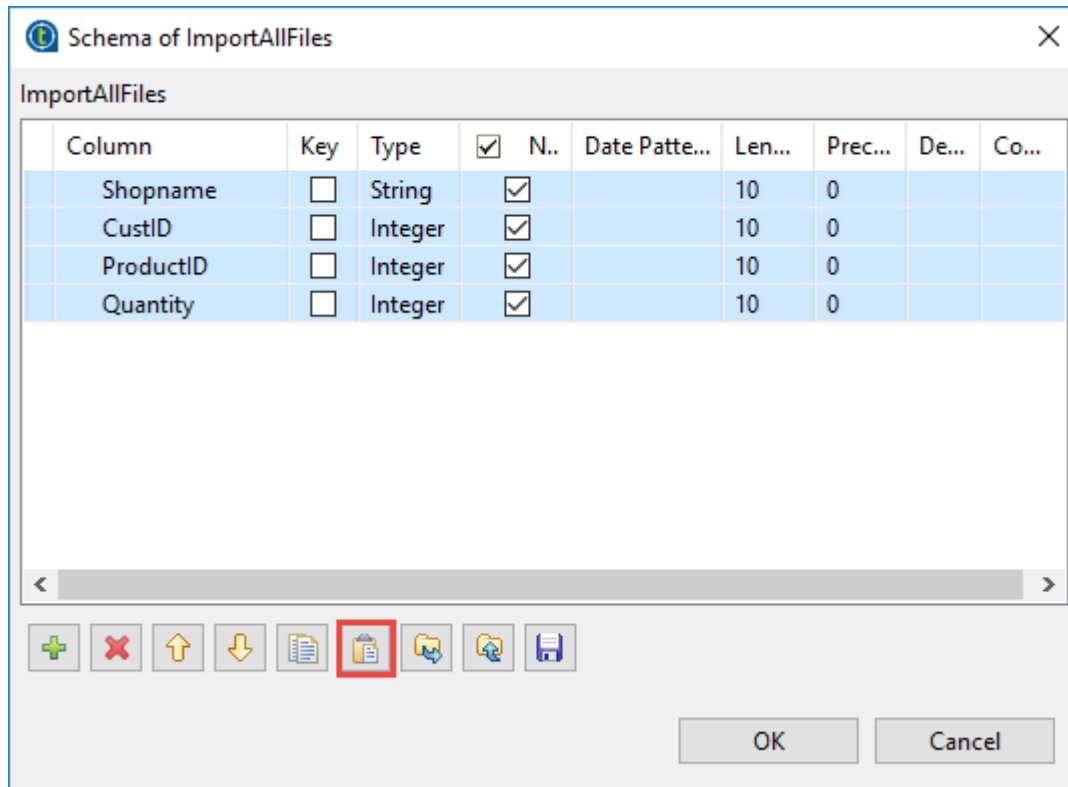 Schema of ImportAllFiles
ImportAllFiles
Column Key Type N.. Date Patte... Len... Prec... De... Co...
Shopname String 10 0
CustID Integer 10 0
ProductID Integer 10 0
Quantity Integer 10 0
OK Cancel